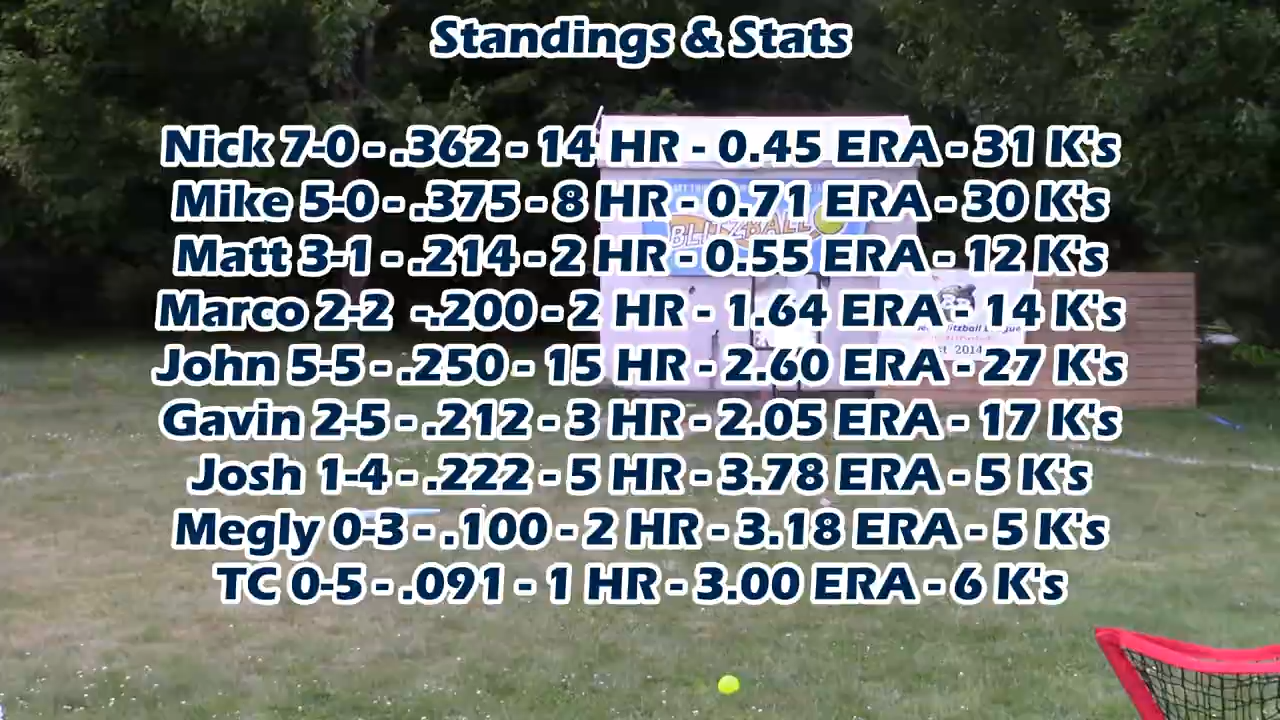 Standings & Stats
Nick 7-0 - .362 - 14 HR - 0.45 ERA - 31 K's
Mike 5-0 - .375 - 8 HR - 0.71 ERA - 30 K's
BLITZBALL
Matt 3-1 - .214 - 2 HR - 0.55 ERA - 12 K's
Marco 2-2 -.200 - 2 HR - 1.64 ERA - 14 K's
2014
John 5-5 - .250 - 15 HR - 2.60 ERA - 27 K's
Gavin 2-5 - .212 - 3 HR - 2.05 ERA - 17 K's
Josh 1-4 - .222 - 5 HR - 3.78 ERA - 5 K's
Megly 0-3 - .100 - 2 HR - 3.18 ERA - 5 K's
TC 0-5 - .091 - 1 HR - 3.00 ERA - 6 K's